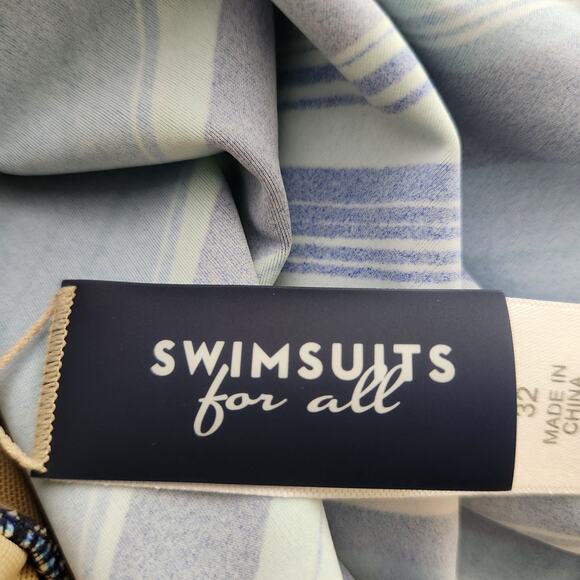 SWIMSUITS
for all
32
MADE IN
CHINA